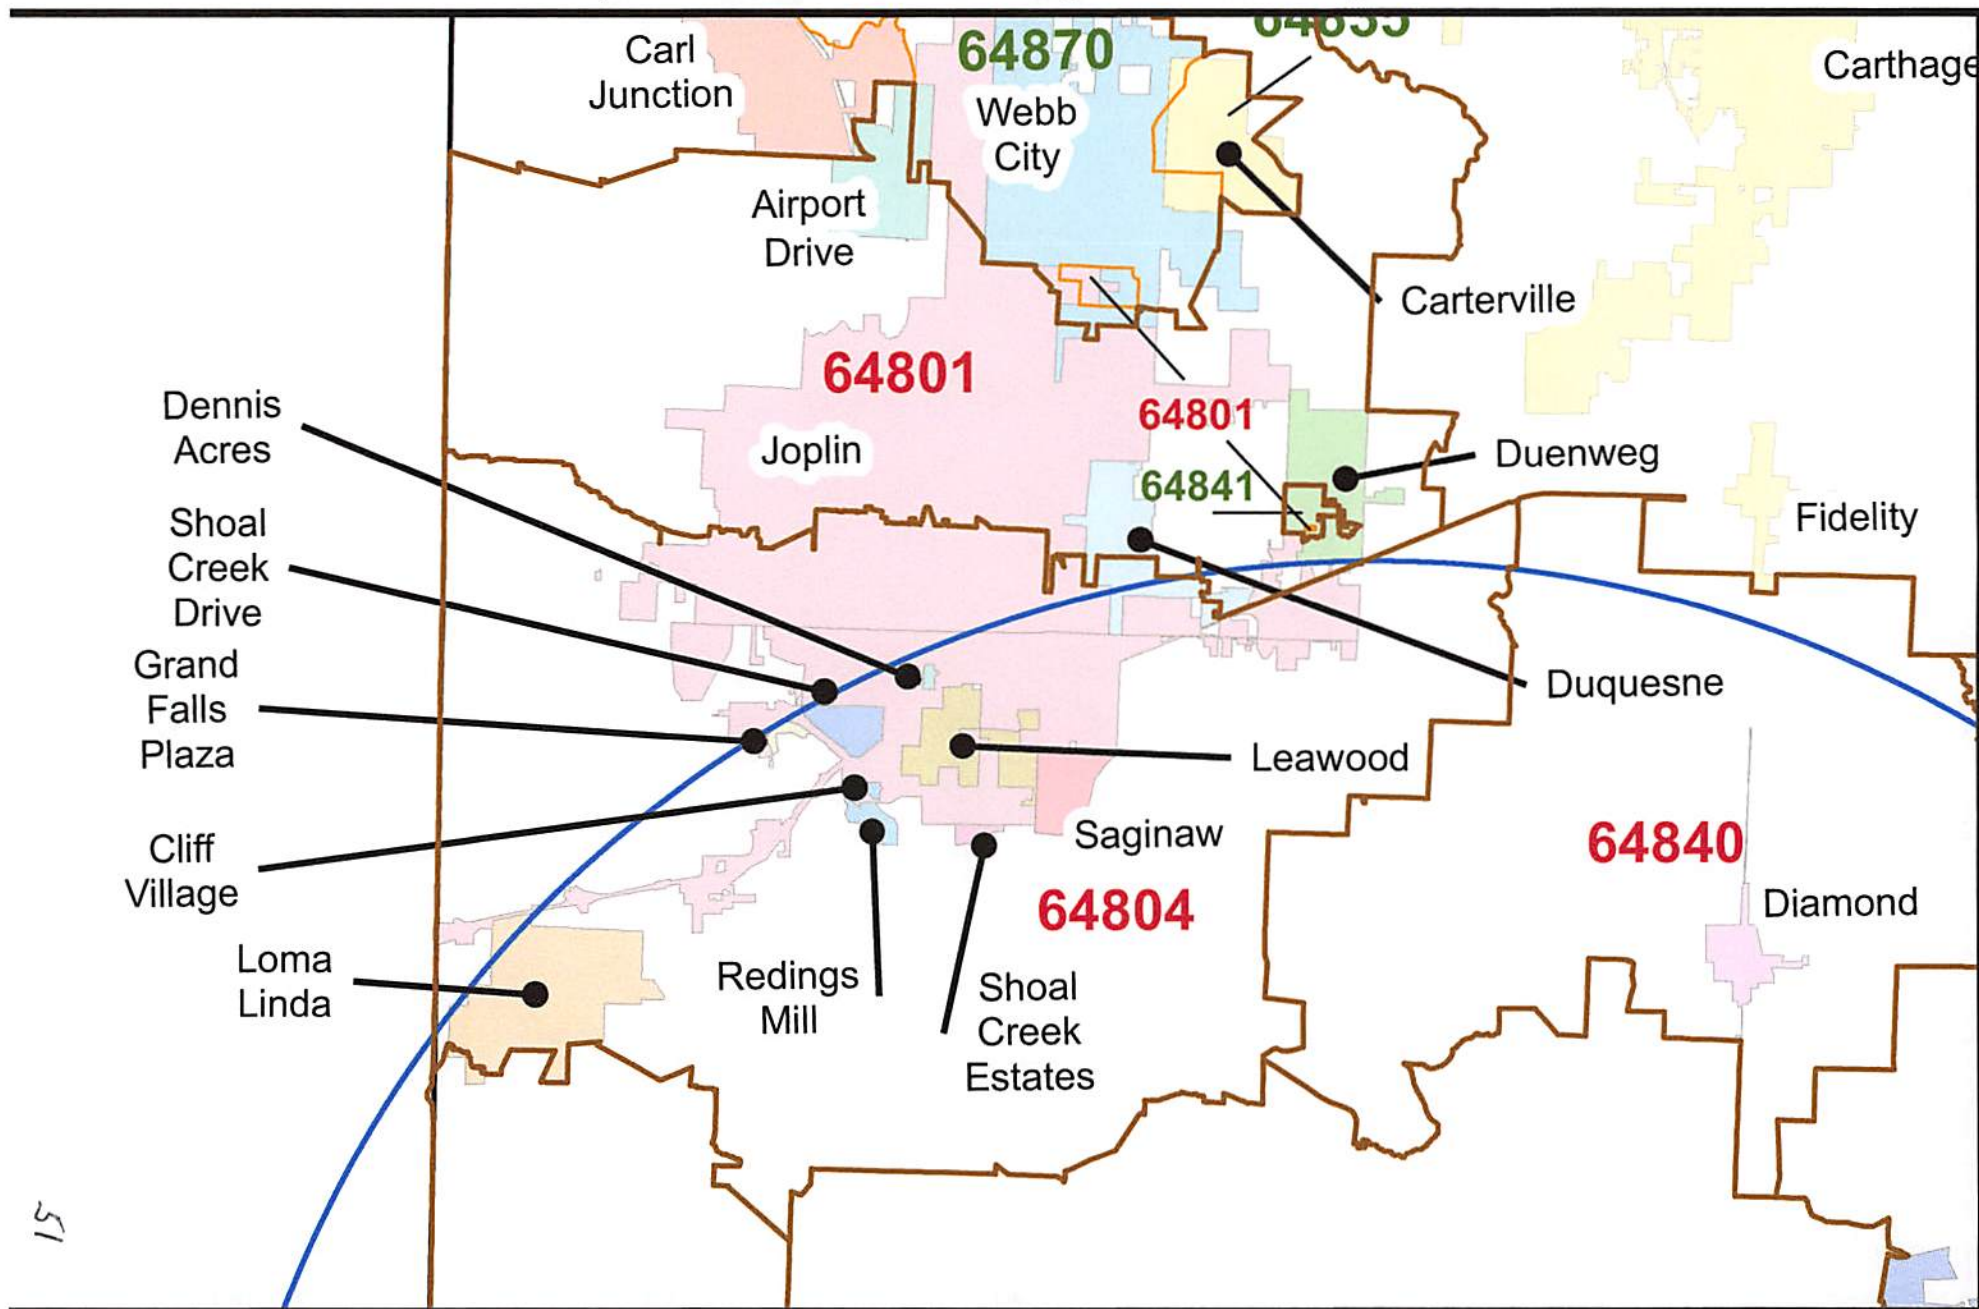 64835
Carl
Junction
64870
Webb
City
Carthage
Airport
Drive
Carterville
64801
Dennis
Acres
64801
Joplin
Duenweg
64841
Shoal
Creek
Drive
Fidelity
Grand
Falls
Plaza
Duquesne
Leawood
Cliff
Village
Saginaw
64840
64804
Diamond
Loma
Linda
Redings
Mill
Shoal
Creek
Estates
51